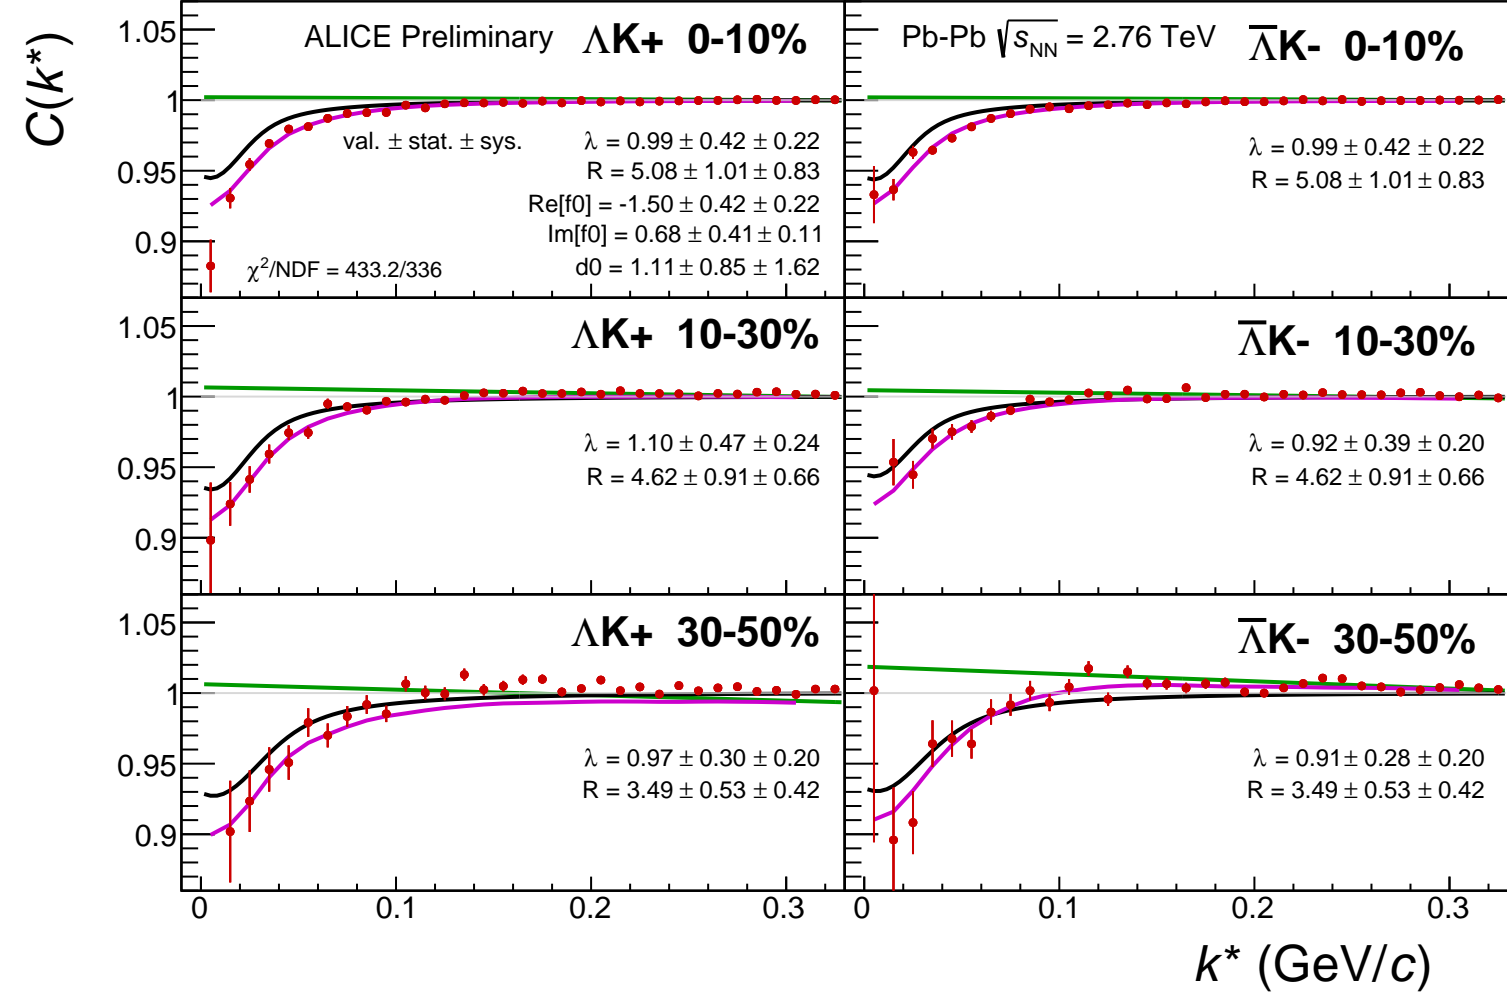 C(k*)
ALICE Preliminary
ΛK+ 0-10%
1.05
1
0.95
0.9
val. ± stat. ± sys.
λ = 0.99 ± 0.42 ± 0.22
R = 5.08 ± 1.01 ± 0.83
Re[f0] = -1.50 ± 0.42 ± 0.22
Im[f0] = 0.68 ± 0.41 ± 0.11
d0 = 1.11 ± 0.85 ± 1.62
χ²/NDF = 433.2/336
Pb-Pb √sNN = 2.76 TeV
Λ̅K- 0-10%
λ = 0.99 ± 0.42 ± 0.22
R = 5.08 ± 1.01 ± 0.83
ΛK+ 10-30%
1.05
1
0.95
0.9
λ = 1.10 ± 0.47 ± 0.24
R = 4.62 ± 0.91 ± 0.66
Λ̅K- 10-30%
λ = 0.92 ± 0.39 ± 0.20
R = 4.62 ± 0.91 ± 0.66
ΛK+ 30-50%
1.05
1
0.95
0.9
λ = 0.97 ± 0.30 ± 0.20
R = 3.49 ± 0.53 ± 0.42
Λ̅K- 30-50%
λ = 0.91 ± 0.28 ± 0.20
R = 3.49 ± 0.53 ± 0.42
0 0.1 0.2 0.3
0 0.1 0.2 0.3
k* (GeV/c)